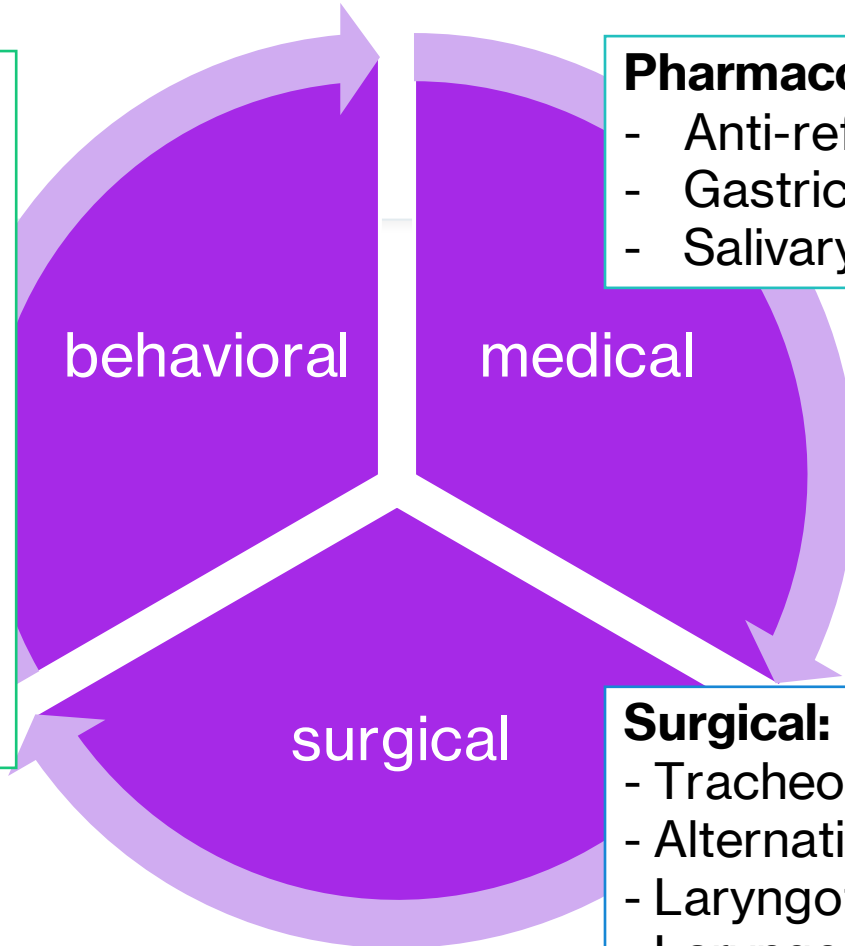 Pharmaco
- Anti-ref
- Gastric
- Salivary
behavioral
medical
surgical
Surgical:
- Tracheo
- Alternati
- Laryngo